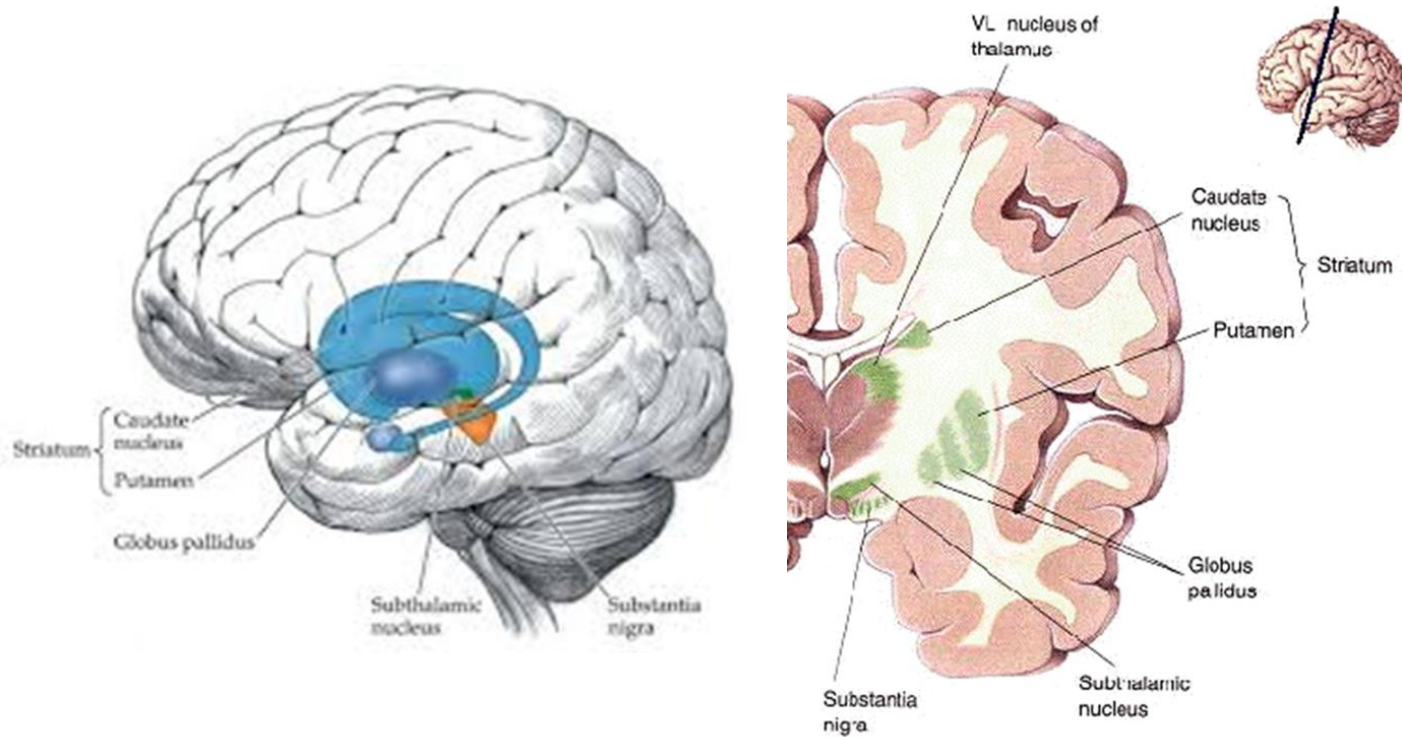 Striatum
Caudate
nucleus
Putamen
Globus pallidus
Subthalamic
nucleus
Substantia
nigra
VL nucleus of
thalamus
Caudate
nucleus
Striatum
Putamen
Globus
pallidus
Subthalamic
nucleus
Substantia
nigra